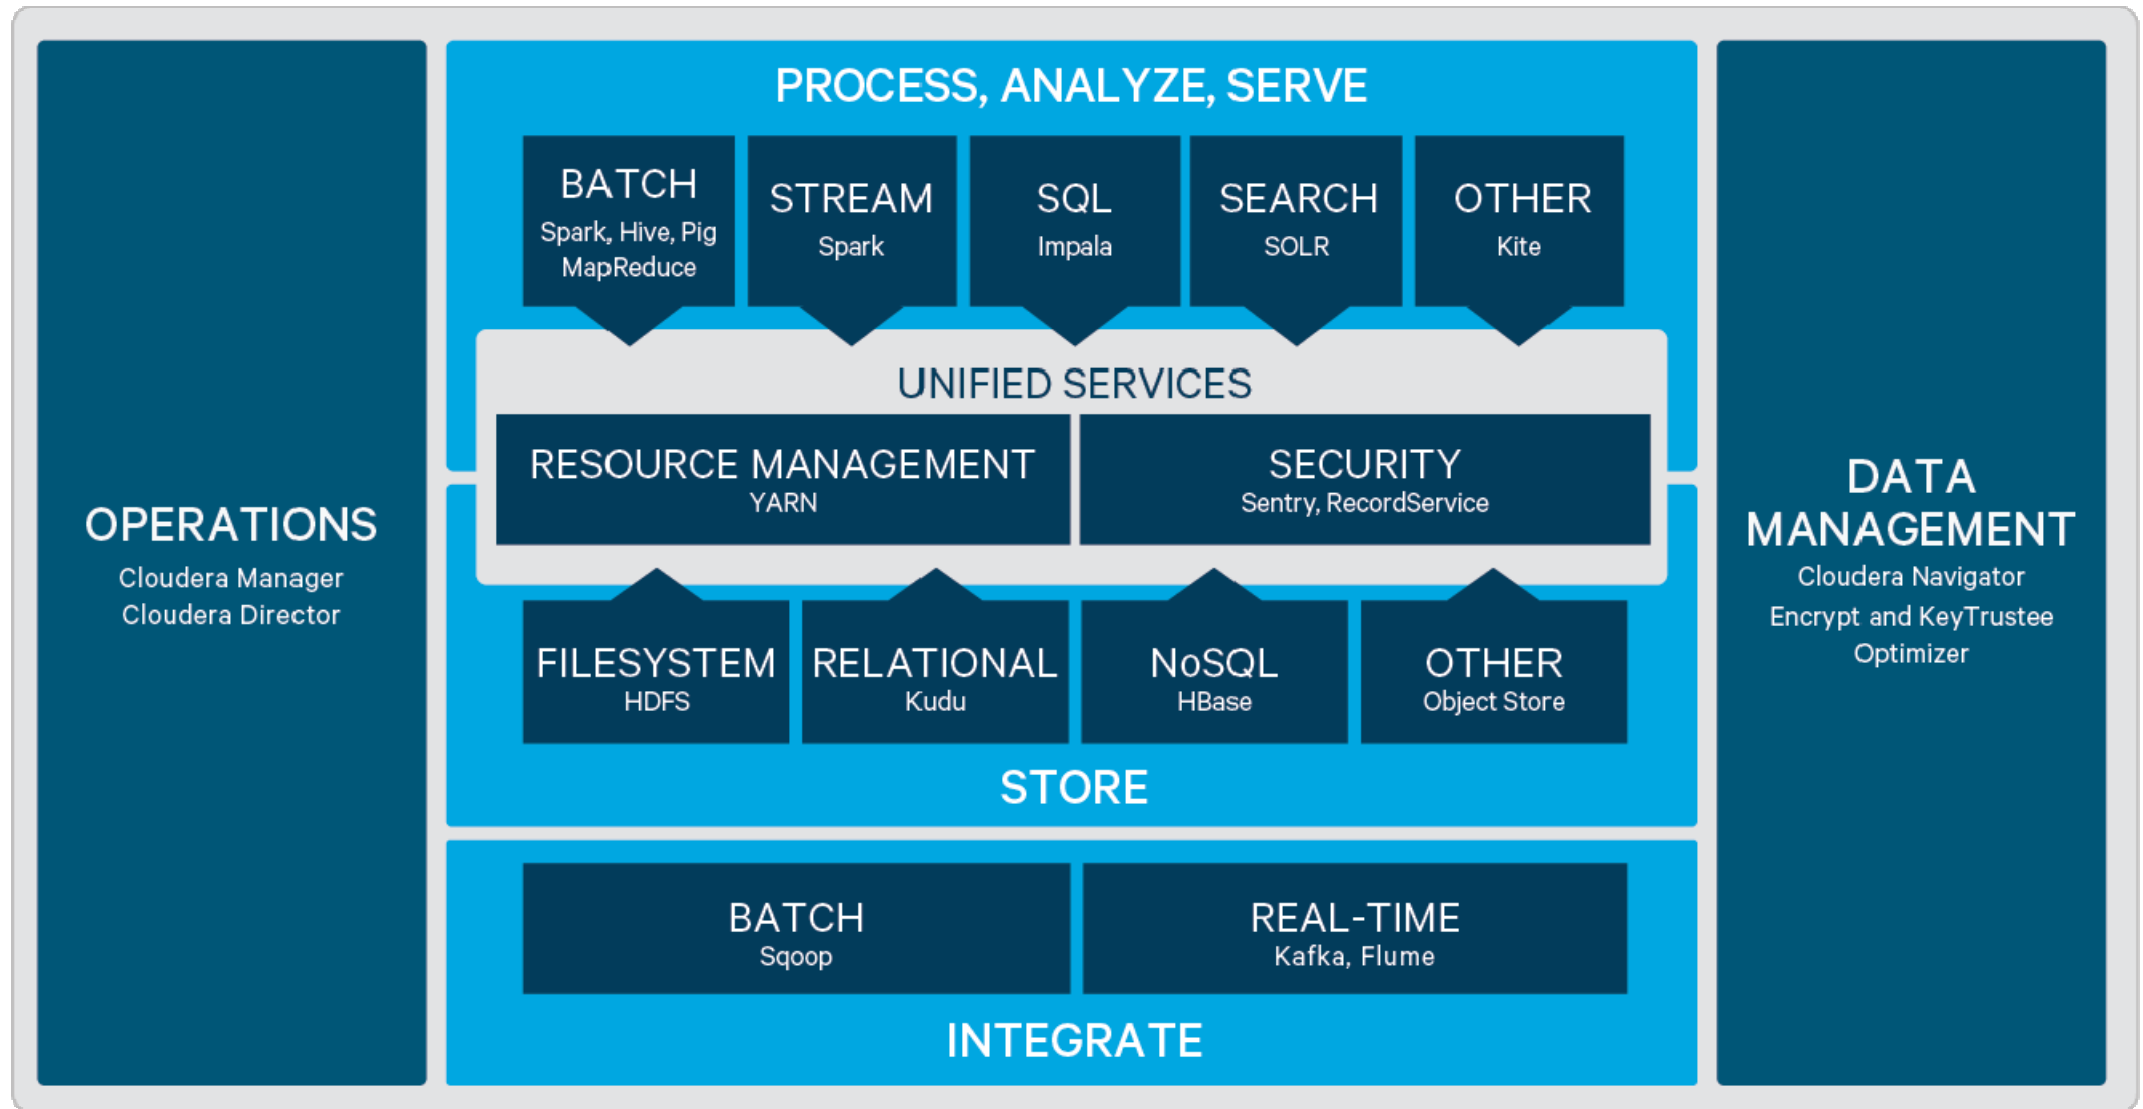 PROCESS, ANALYZE, SERVE
BATCH
Spark, Hive, Pig
MapReduce
STREAM
Spark
SQL
Impala
SEARCH
SOLR
OTHER
Kite
UNIFIED SERVICES
RESOURCE MANAGEMENT
YARN
SECURITY
Sentry, RecordService
OPERATIONS
Cloudera Manager
Cloudera Director
DATA
MANAGEMENT
Cloudera Navigator
Encrypt and KeyTrustee
Optimizer
FILESYSTEM
HDFS
RELATIONAL
Kudu
NoSQL
HBase
OTHER
Object Store
STORE
BATCH
Sqoop
REAL-TIME
Kafka, Flume
INTEGRATE